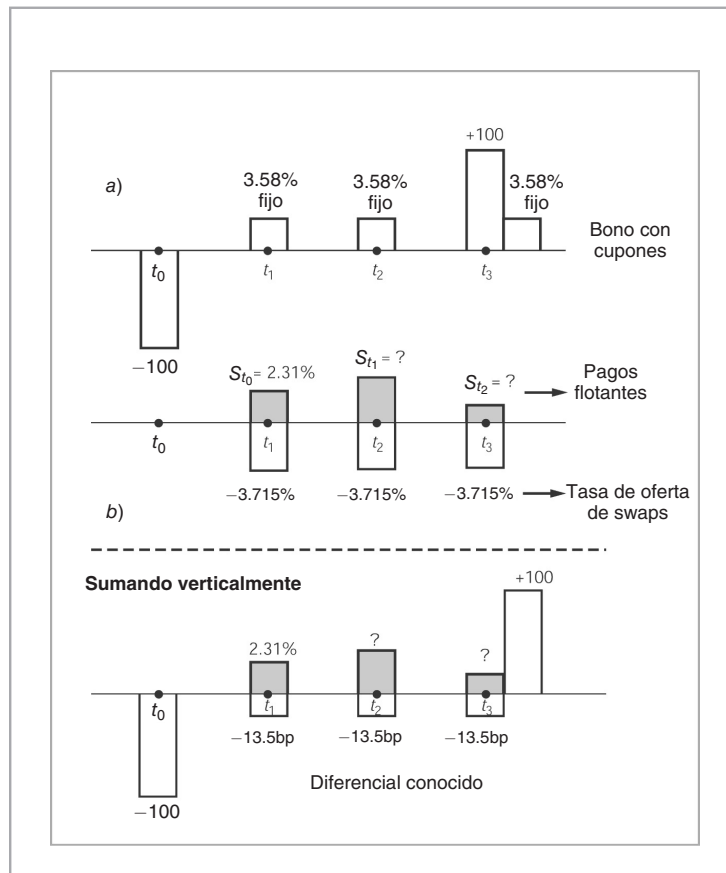 +100
a)
3.58%
fijo
3.58%
fijo
3.58%
fijo
Bono con
cupones
t0
t1
t2
t3
−100
St0 = 2.31%
St1 = ?
St2 = ?
Pagos
flotantes
t0
t1
t2
t3
−3.715%
−3.715%
−3.715%
Tasa de oferta
de swaps
b)
Sumando verticalmente
+100
2.31%
?
?
t0
t1
t2
t3
−13.5bp
−13.5bp
−13.5bp
Diferencial conocido
−100